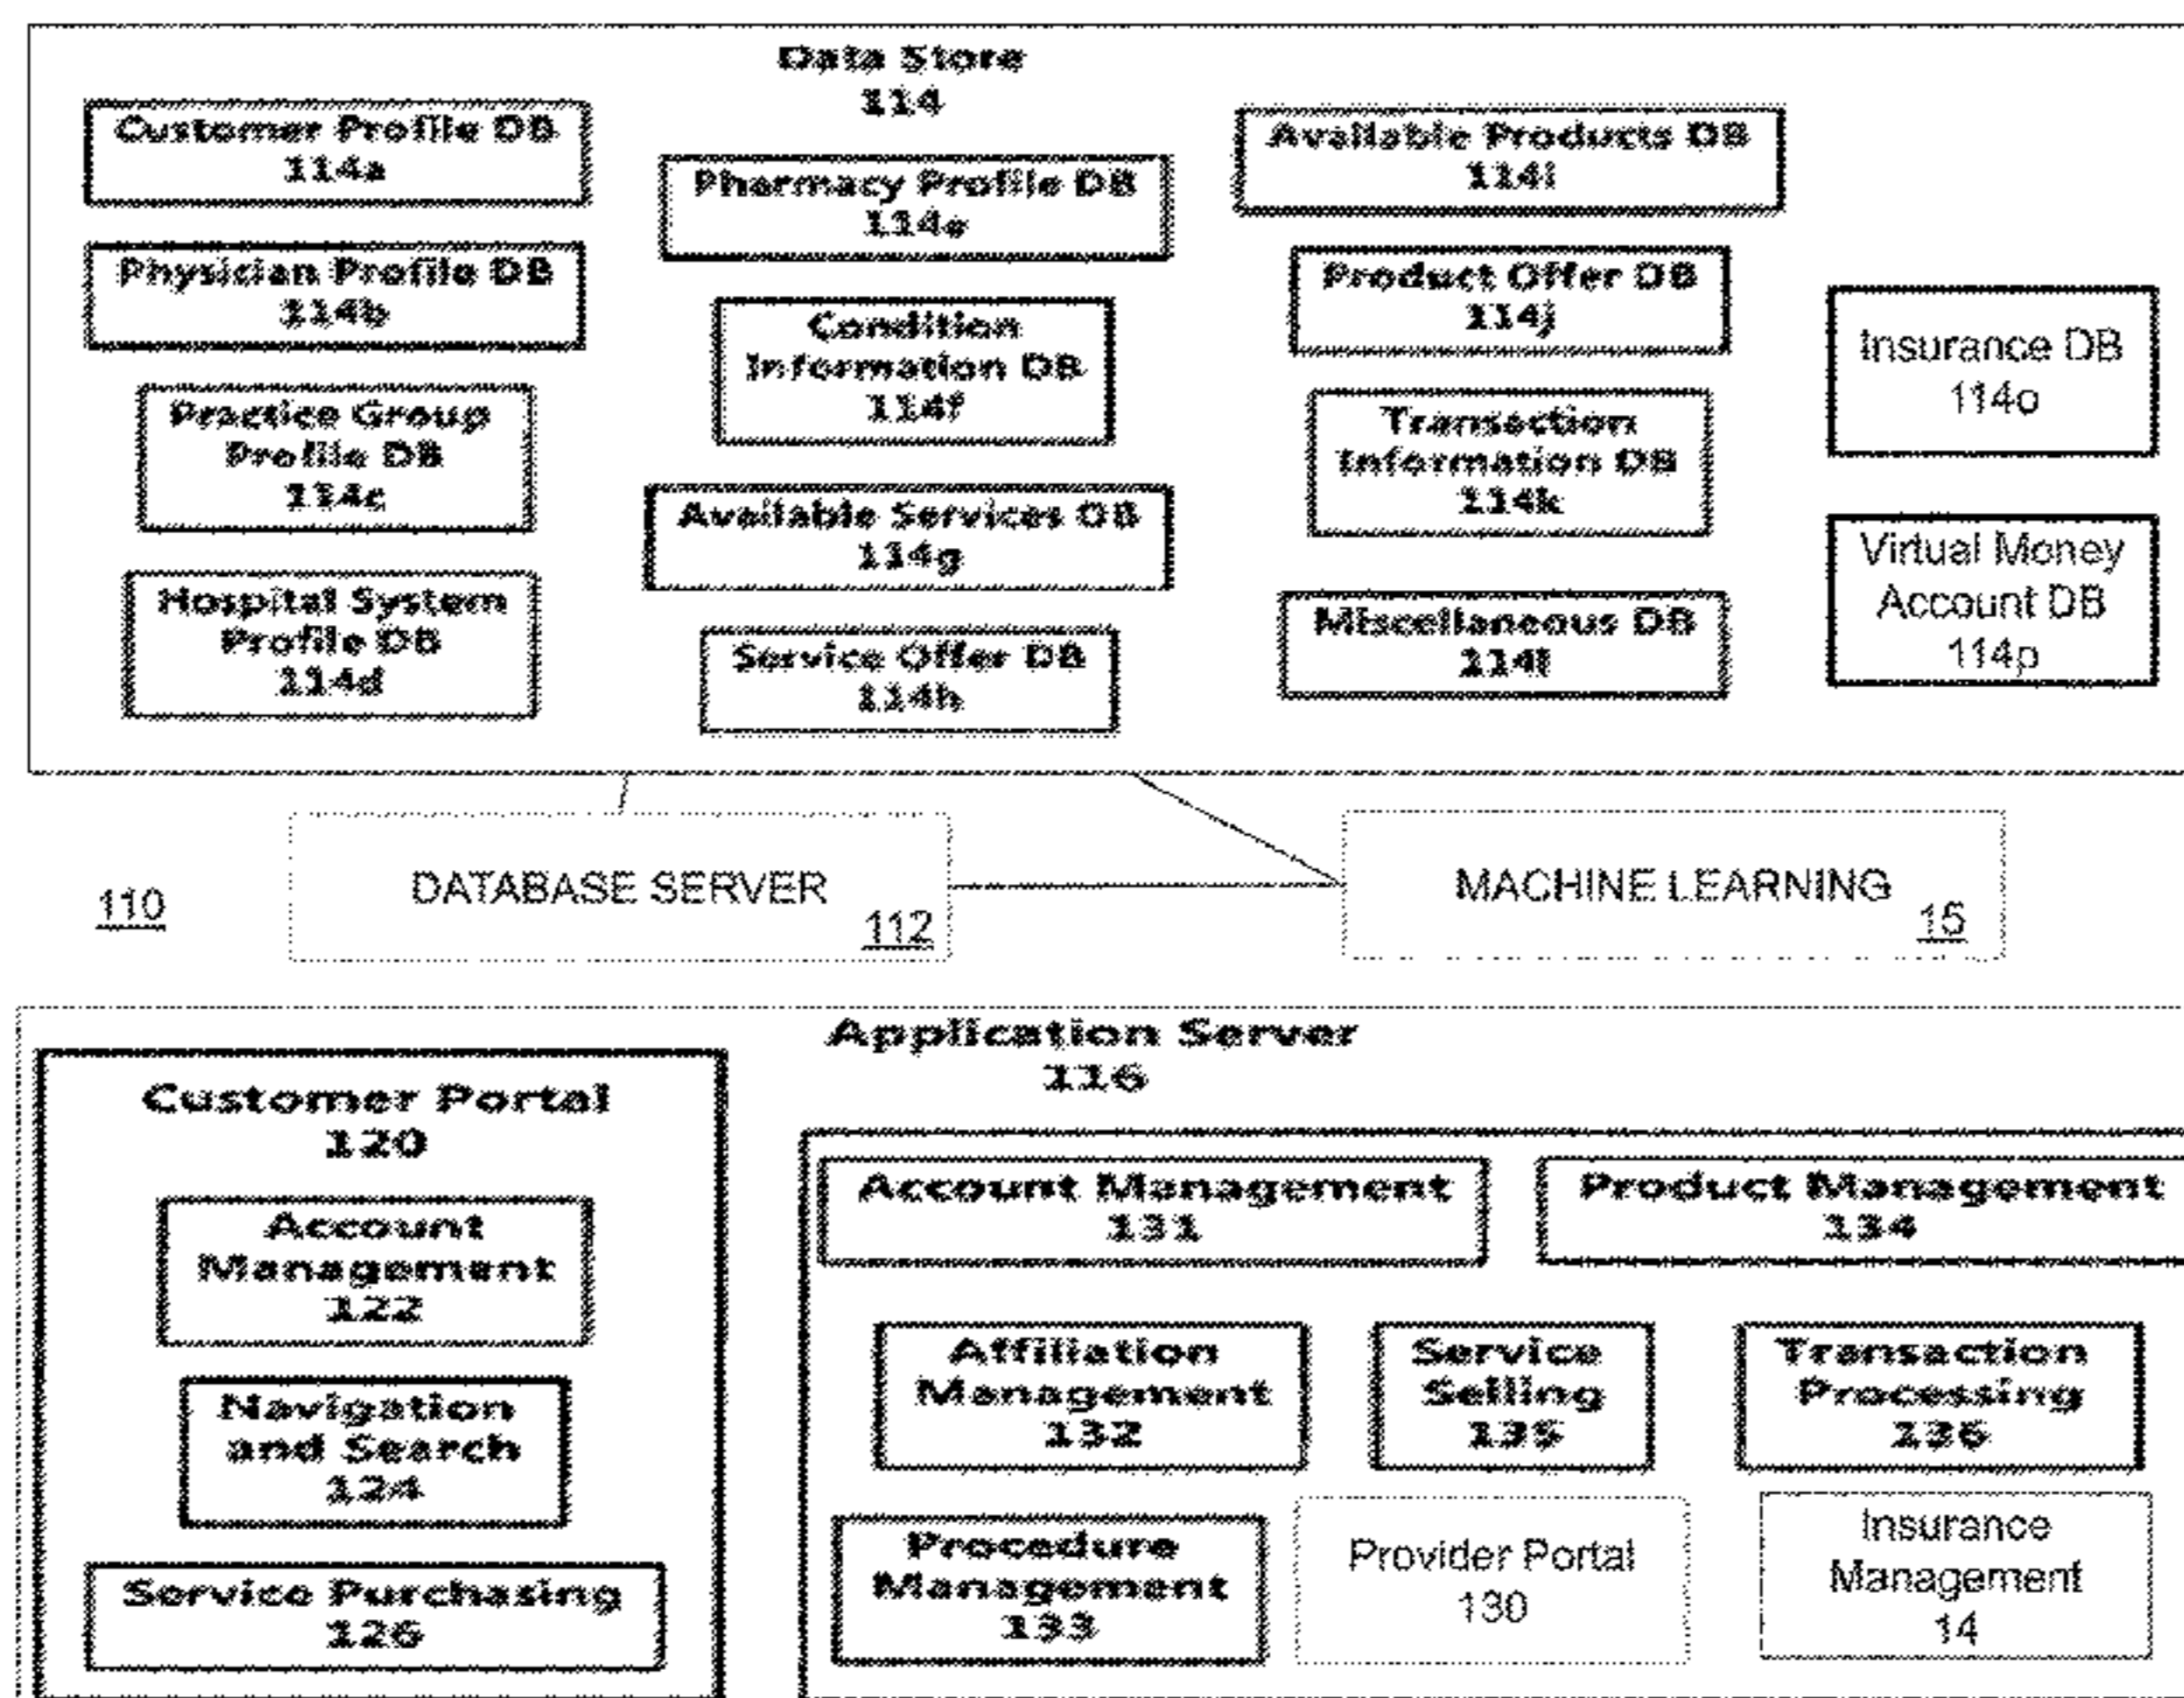 Data Store
114
Customer Profile DB
114a
Physician Profile DB
114b
Practice Group
Profile DB
114c
Hospital System
Profile DB
114d
Pharmacy Profile DB
114e
Condition
Information DB
114f
Available Services DB
114g
Service Offer DB
114h
Available Products DB
114i
Product Offer DB
114j
Transaction
Information DB
114k
Miscellaneous DB
114l
Insurance DB
114o
Virtual Money
Account DB
114p
110
DATABASE SERVER
112
MACHINE LEARNING
15
Application Server
116
Customer Portal
120
Account
Management
122
Navigation
and Search
124
Service Purchasing
126
Account Management
131
Product Management
134
Affiliation
Management
132
Service
Selling
135
Transaction
Processing
136
Procedure
Management
133
Provider Portal
130
Insurance
Management
14